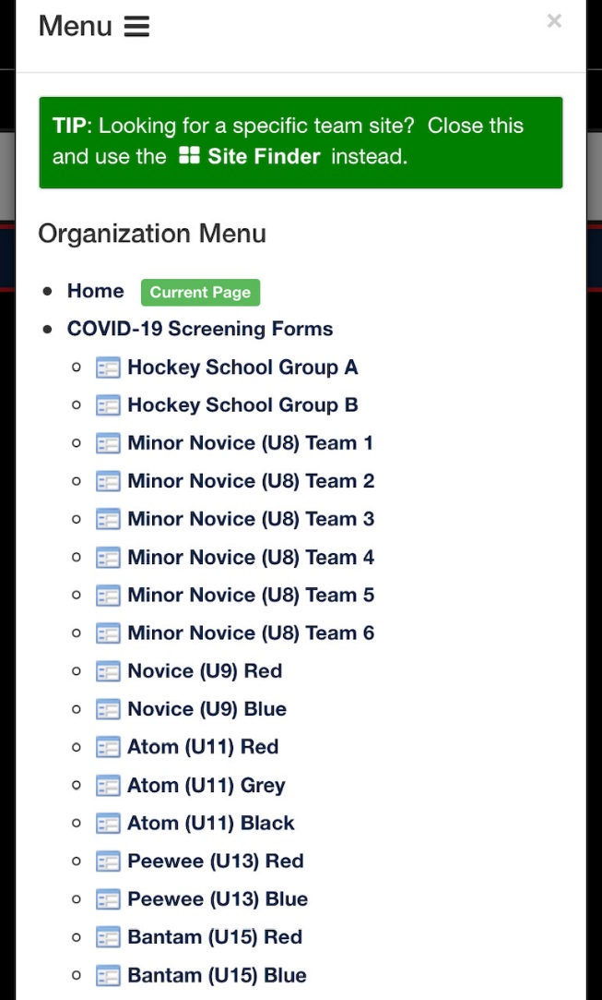 Menu
×
TIP: Looking for a specific team site? Close this
and use the Site Finder instead.
Organization Menu
Home Current Page
COVID-19 Screening Forms
Hockey School Group A
Hockey School Group B
Minor Novice (U8) Team 1
Minor Novice (U8) Team 2
Minor Novice (U8) Team 3
Minor Novice (U8) Team 4
Minor Novice (U8) Team 5
Minor Novice (U8) Team 6
Novice (U9) Red
Novice (U9) Blue
Atom (U11) Red
Atom (U11) Grey
Atom (U11) Black
Peewee (U13) Red
Peewee (U13) Blue
Bantam (U15) Red
Bantam (U15) Blue